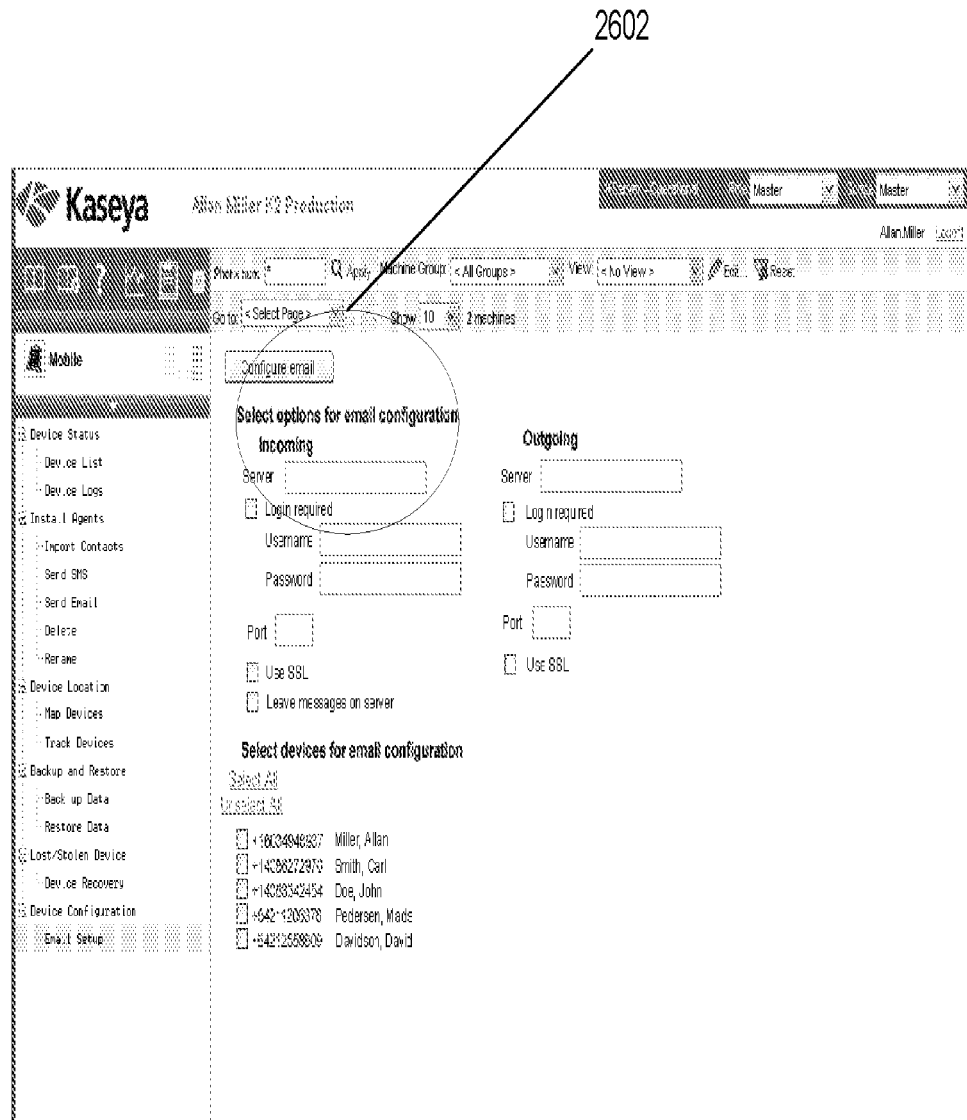 2602
Kaseya
Allan Miller K2 Production
Master
Master
Allan.Miller Logout
Apply Machine Group: < All Groups > View: < No View > Edit... Reset
Go to: < Select Page > Show 10 2 machines
Mobile
Configure email
Select options for email configuration
Incoming
Outgoing
Server
Server
Login required
Login required
Username
Username
Password
Password
Port
Port
Use SSL
Use SSL
Leave messages on server
Device Status
Device List
Device Logs
Install Agents
Import Contacts
Send SMS
Send Email
Delete
Rename
Device Location
Map Devices
Track Devices
Backup and Restore
Back up Data
Restore Data
Lost/Stolen Device
Device Recovery
Device Configuration
Email Setup
Select devices for email configuration
Select All
Unselect All
Miller, Allan
Smith, Carl
Doe, John
Pedersen, Mads
Davidson, David